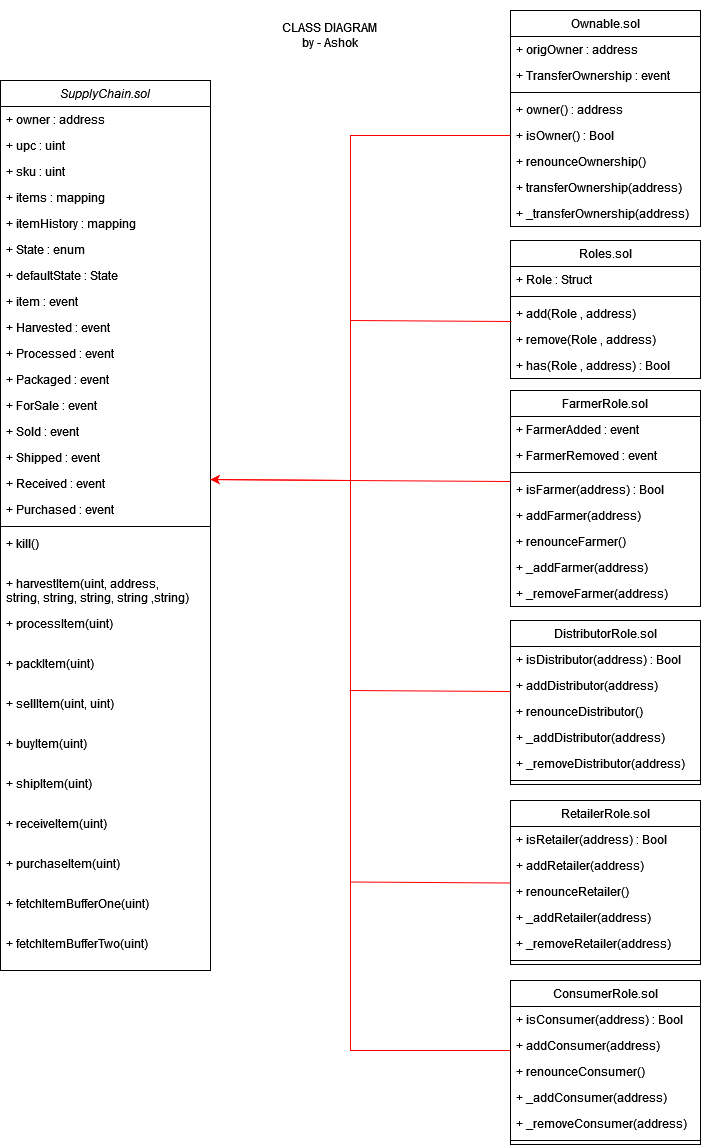 CLASS DIAGRAM
by - Ashok
SupplyChain.sol
+ owner : address
+ upc : uint
+ sku : uint
+ items : mapping
+ itemHistory : mapping
+ State : enum
+ defaultState : State
+ item : event
+ Harvested : event
+ Processed : event
+ Packaged : event
+ ForSale : event
+ Sold : event
+ Shipped : event
+ Received : event
+ Purchased : event
+ kill()
+ harvestItem(uint, address,
string, string, string, string ,string)
+ processItem(uint)
+ packItem(uint)
+ sellItem(uint, uint)
+ buyItem(uint)
+ shipItem(uint)
+ receiveItem(uint)
+ purchaseItem(uint)
+ fetchItemBufferOne(uint)
+ fetchItemBufferTwo(uint)
Ownable.sol
+ origOwner : address
+ TransferOwnership : event
+ owner() : address
+ isOwner() : Bool
+ renounceOwnership()
+ transferOwnership(address)
+ _transferOwnership(address)
Roles.sol
+ Role : Struct
+ add(Role , address)
+ remove(Role , address)
+ has(Role , address) : Bool
FarmerRole.sol
+ FarmerAdded : event
+ FarmerRemoved : event
+ isFarmer(address) : Bool
+ addFarmer(address)
+ renounceFarmer()
+ _addFarmer(address)
+ _removeFarmer(address)
DistributorRole.sol
+ isDistributor(address) : Bool
+ addDistributor(address)
+ renounceDistributor()
+ _addDistributor(address)
+ _removeDistributor(address)
RetailerRole.sol
+ isRetailer(address) : Bool
+ addRetailer(address)
+ renounceRetailer()
+ _addRetailer(address)
+ _removeRetailer(address)
ConsumerRole.sol
+ isConsumer(address) : Bool
+ addConsumer(address)
+ renounceConsumer()
+ _addConsumer(address)
+ _removeConsumer(address)